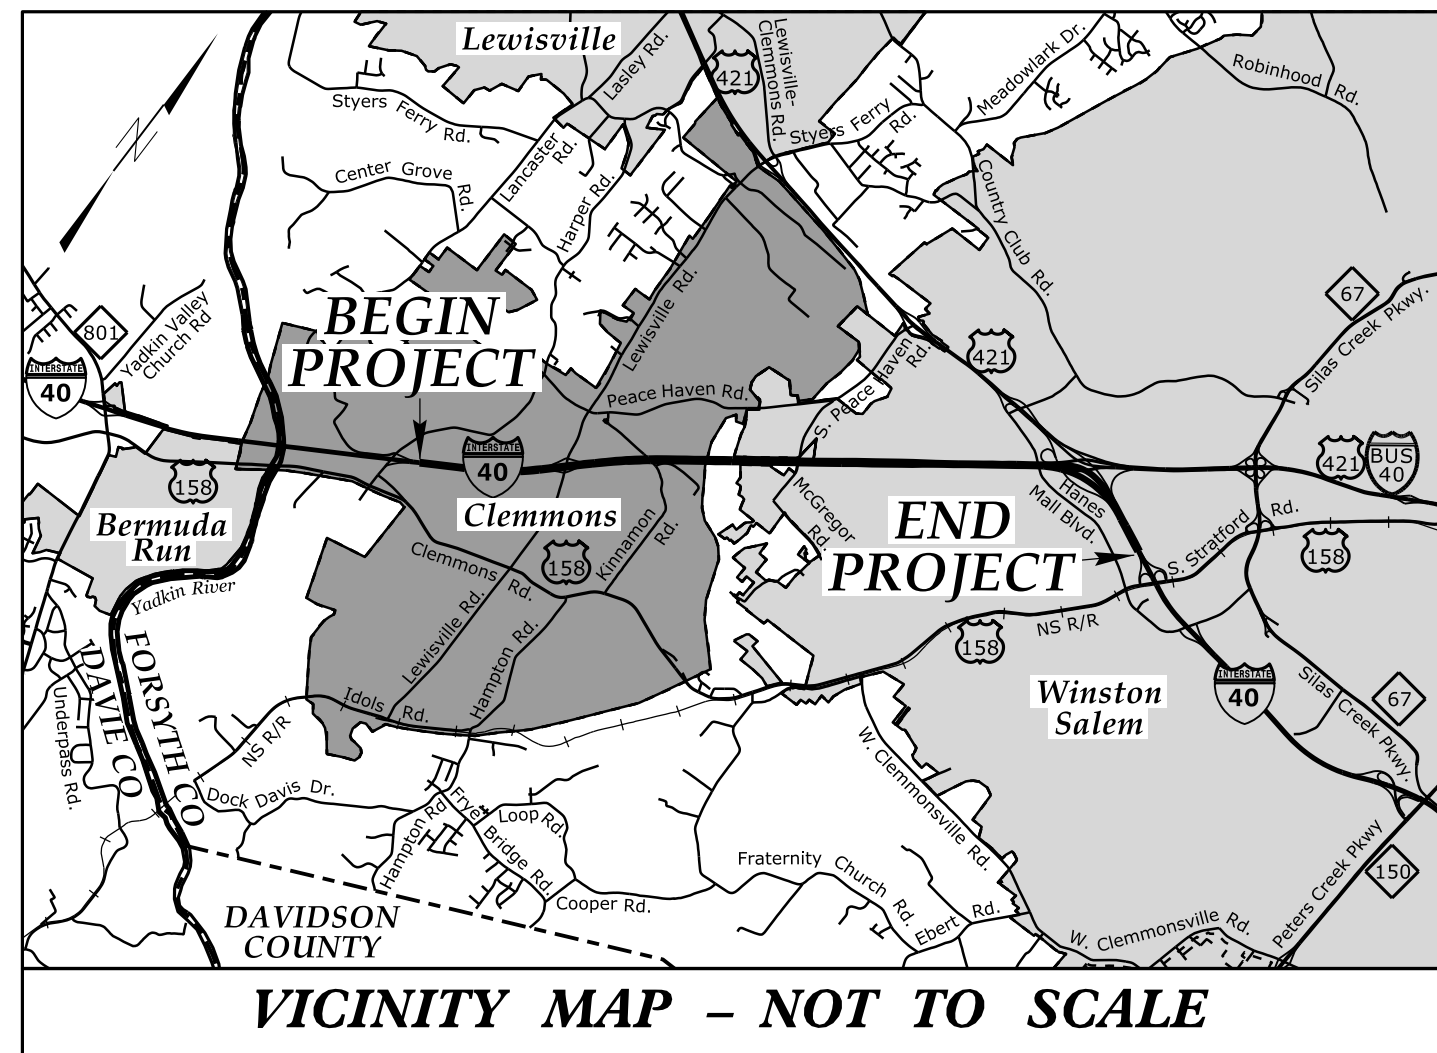 Lewisville
Lasley Rd.
421
Lewisville-
Clemmons Rd.
Meadowlark Dr.
Robinhood Rd.
Styers Ferry Rd.
Styers Ferry Rd.
Lancaster
Rd.
Center Grove Rd.
Harper Rd.
Country Club Rd.
67
Silas Creek Pkwy.
801
Yadkin Valley
Church Rd
BEGIN
PROJECT
Lewisville Rd.
421
INTERSTATE
40
Peace Haven Rd.
S. Peace Haven
Rd.
INTERSTATE
40
158
421
BUS
40
Bermuda
Run
Clemmons
McGregor
Rd.
END
PROJECT
Hanes
Mall Blvd.
S. Stratford Rd.
158
Clemmons Rd.
158
Kinnamon
Rd.
Yadkin River
Lewisville Rd.
Hampton Rd.
158
NS R/R
FORSYTH CO
DAVIE CO
Underpass Rd.
NS R/R
Idols Rd.
Winston
Salem
INTERSTATE
40
Silas Creek Pkwy.
67
W. Clemmonsville Rd.
Dock Davis Dr.
Hampton Rd
Frye Bridge Rd.
Loop Rd.
Cooper Rd.
Fraternity Church Rd.
Ebert Rd.
W. Clemmonsville Rd.
Peters Creek Pkwy
150
DAVIDSON
COUNTY
VICINITY MAP – NOT TO SCALE